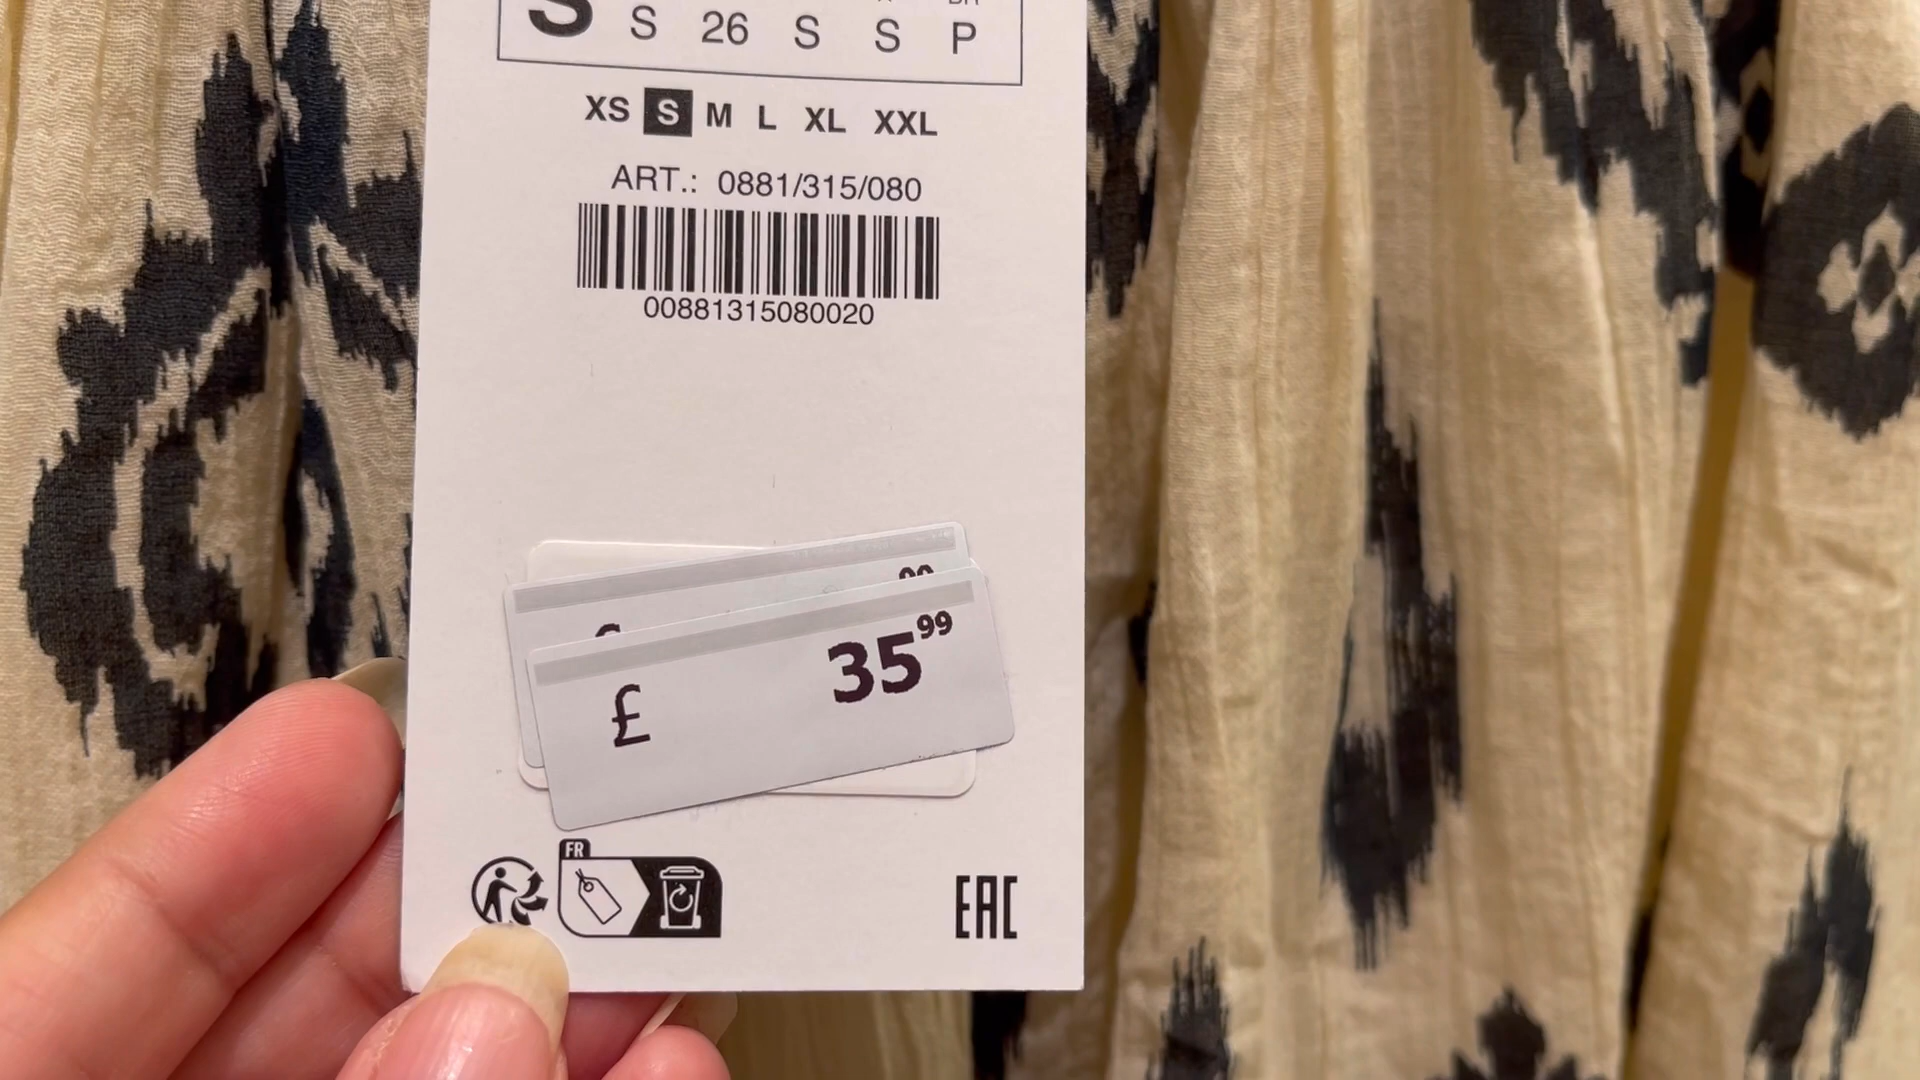 S S 26 S S P
XS S M L XL XXL
ART.: 0881/315/080
00881315080020
£ 35 99
FR
EAC